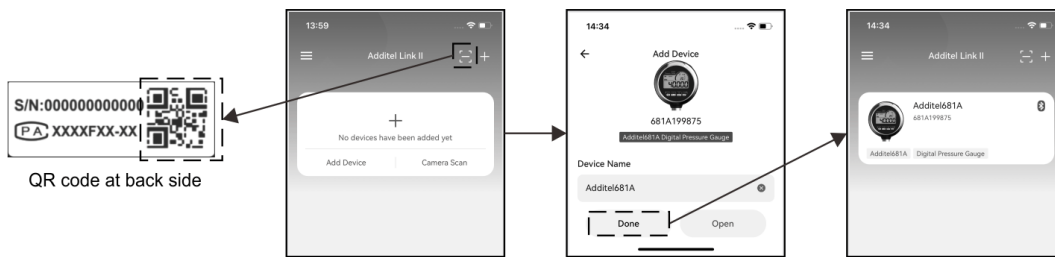 S/N:000000000000
PA XXXXFXX-XX
QR code at back side
13:59
Additel Link II
No devices have been added yet
Add Device
Camera Scan
14:34
Add Device
681A199875
Additel681A Digital Pressure Gauge
Device Name
Additel681A
Done
Open
14:34
Additel Link II
Additel681A
681A199875
Additel681A
Digital Pressure Gauge